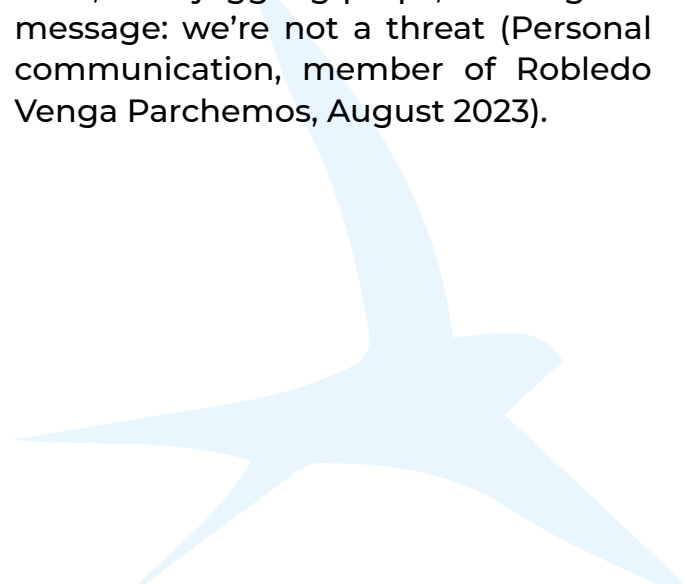 message: we’re not a threat (Personal
communication, member of Robledo
Venga Parchemos, August 2023).